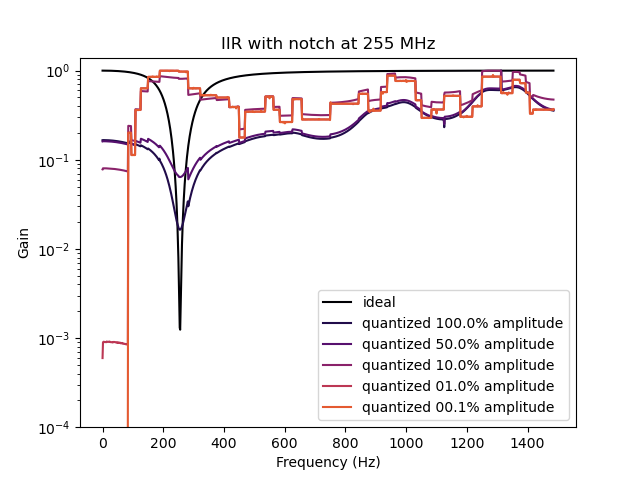 IIR with notch at 255 MHz
10⁰
10⁻¹
10⁻²
10⁻³
10⁻⁴
Gain
ideal
quantized 100.0% amplitude
quantized 50.0% amplitude
quantized 10.0% amplitude
quantized 01.0% amplitude
quantized 00.1% amplitude
0 200 400 600 800 1000 1200 1400
Frequency (Hz)